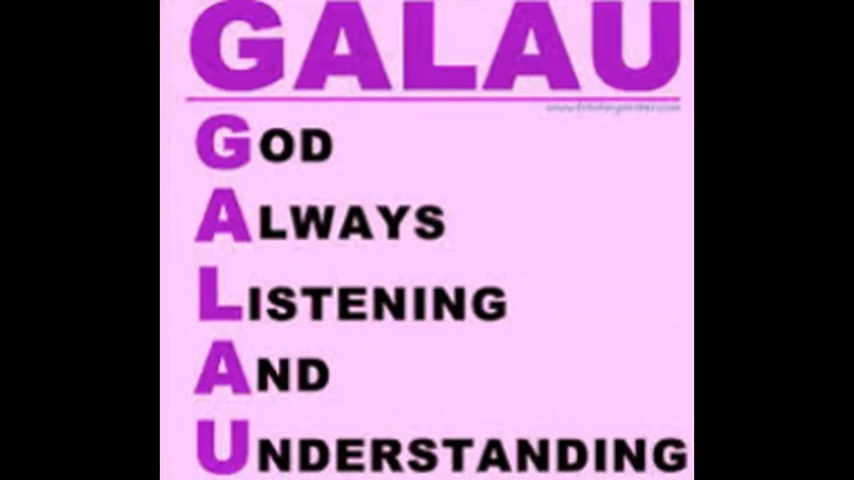 GALAU
GOD
ALWAYS
LISTENING
AND
UNDERSTANDING